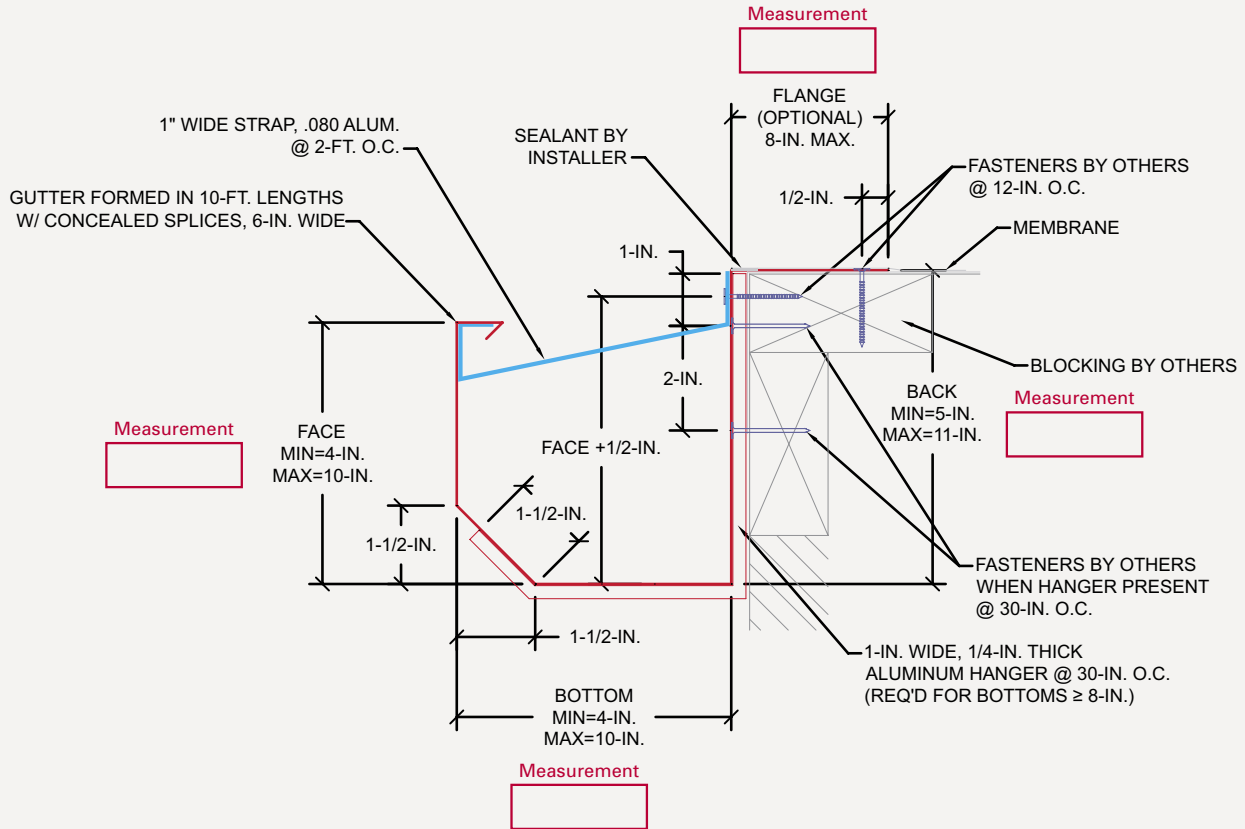 Measurement
FLANGE
(OPTIONAL)
8-IN. MAX.
1" WIDE STRAP, .080 ALUM.
@ 2-FT. O.C.
SEALANT BY
INSTALLER
FASTENERS BY OTHERS
@ 12-IN. O.C.
1/2-IN.
GUTTER FORMED IN 10-FT. LENGTHS
W/ CONCEALED SPLICES, 6-IN. WIDE
MEMBRANE
1-IN.
BLOCKING BY OTHERS
2-IN.
Measurement
BACK
MIN=5-IN.
MAX=11-IN.
Measurement
FACE
MIN=4-IN.
MAX=10-IN.
FACE +1/2-IN.
1-1/2-IN.
1-1/2-IN.
FASTENERS BY OTHERS
WHEN HANGER PRESENT
@ 30-IN. O.C.
1-1/2-IN.
1-IN. WIDE, 1/4-IN. THICK
ALUMINUM HANGER @ 30-IN. O.C.
(REQ'D FOR BOTTOMS ≥ 8-IN.)
BOTTOM
MIN=4-IN.
MAX=10-IN.
Measurement